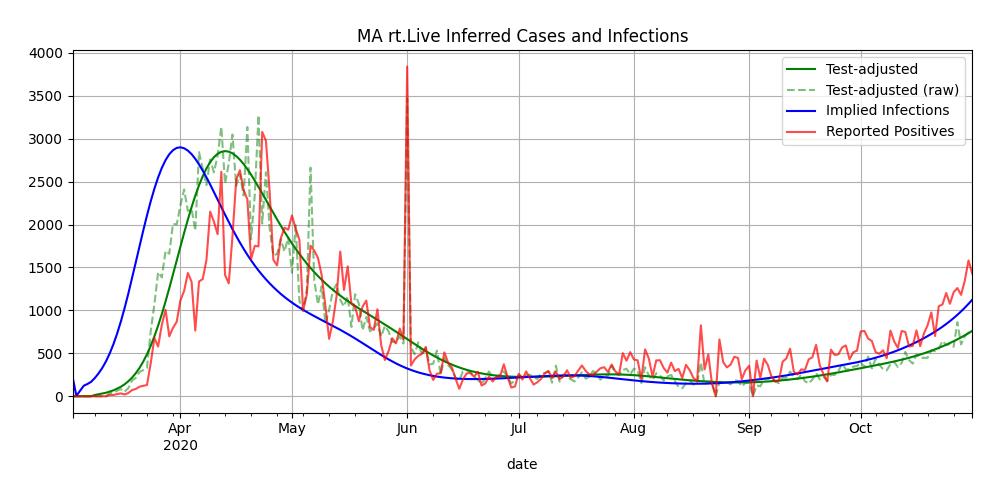 MA rt.Live Inferred Cases and Infections
4000
3500
3000
2500
2000
1500
1000
500
0
Test-adjusted
Test-adjusted (raw)
Implied Infections
Reported Positives
Apr May Jun Jul Aug Sep Oct
2020
date